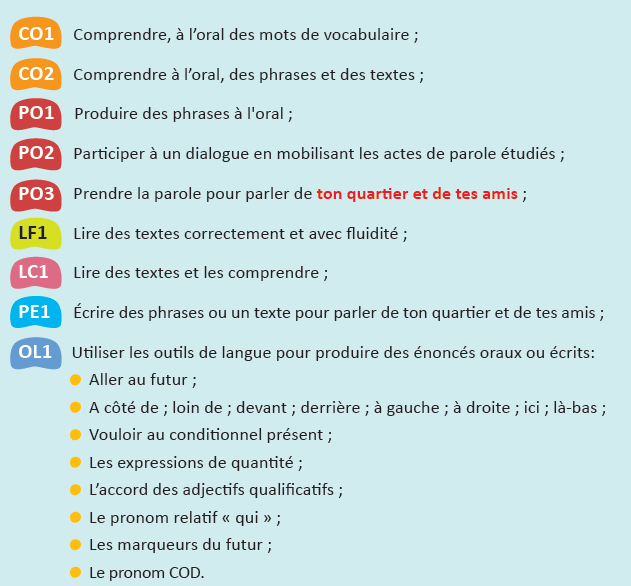 CO1 Comprendre, à l’oral des mots de vocabulaire ;
CO2 Comprendre à l’oral, des phrases et des textes ;
PO1 Produire des phrases à l'oral ;
PO2 Participer à un dialogue en mobilisant les actes de parole étudiés ;
PO3 Prendre la parole pour parler de ton quartier et de tes amis ;
LF1 Lire des textes correctement et avec fluidité ;
LC1 Lire des textes et les comprendre ;
PE1 Écrire des phrases ou un texte pour parler de ton quartier et de tes amis ;
OL1 Utiliser les outils de langue pour produire des énoncés oraux ou écrits:
Aller au futur ;
A côté de ; loin de ; devant ; derrière ; à gauche ; à droite ; ici ; là-bas ;
Vouloir au conditionnel présent ;
Les expressions de quantité ;
L’accord des adjectifs qualificatifs ;
Le pronom relatif « qui » ;
Les marqueurs du futur ;
Le pronom COD.